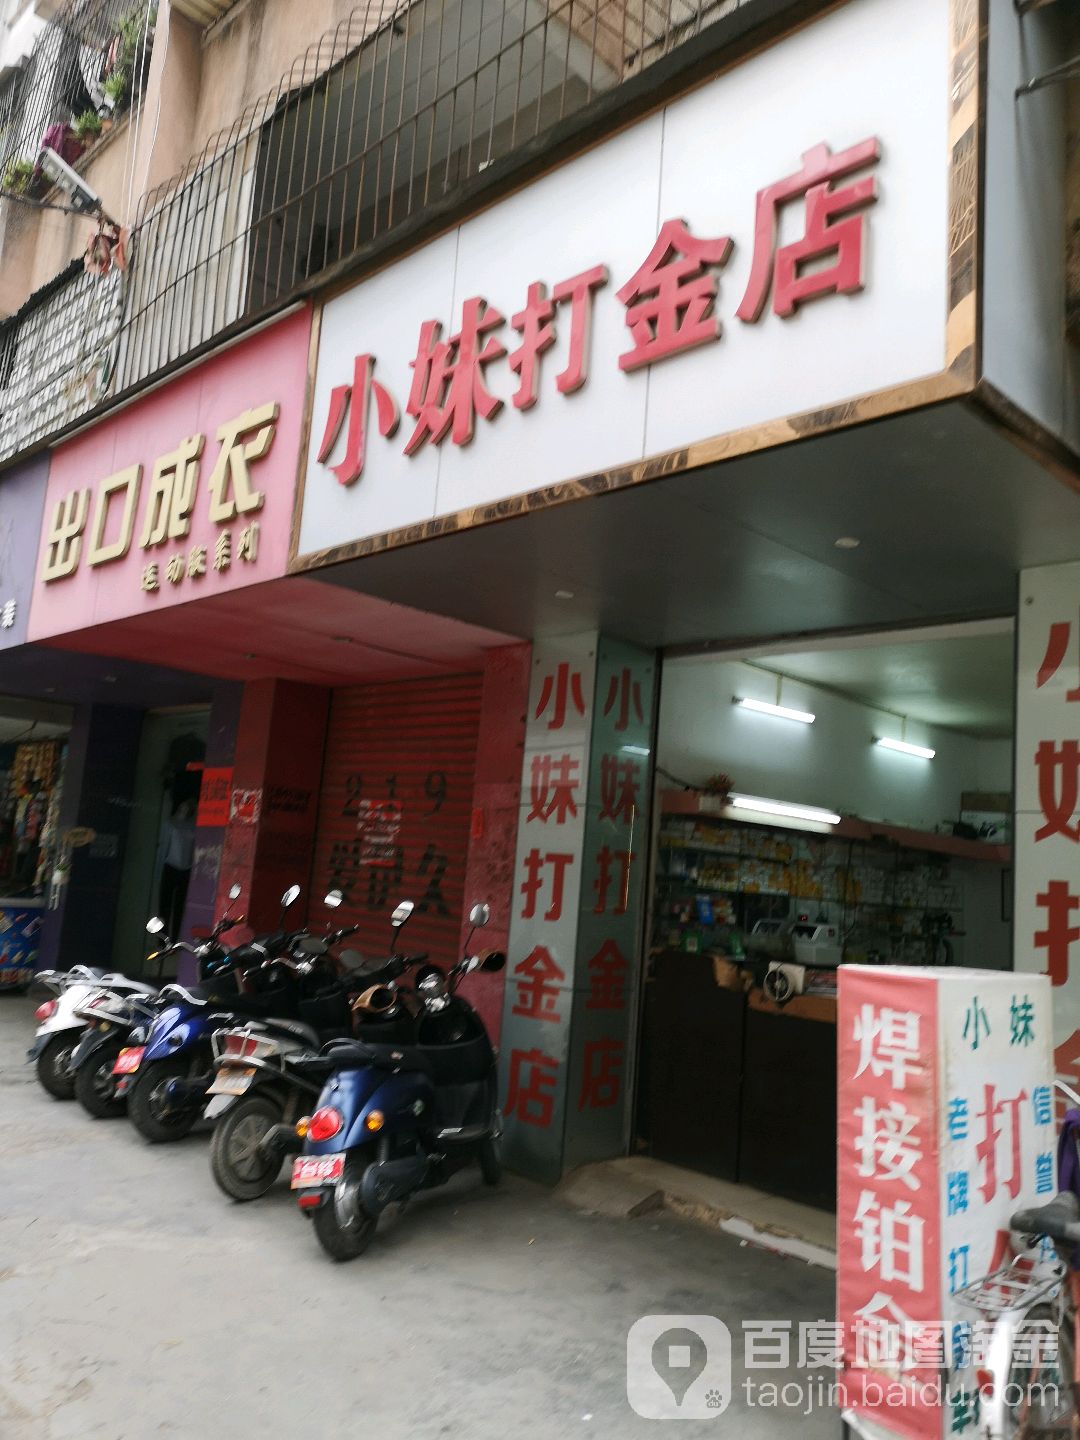 小妹打金店
出口成衣
运动服系列
219
小妹打金店
小妹打金店
焊接铂金
小妹
打
老牌打
信誉
百度地图淘金
taojin.baidu.com